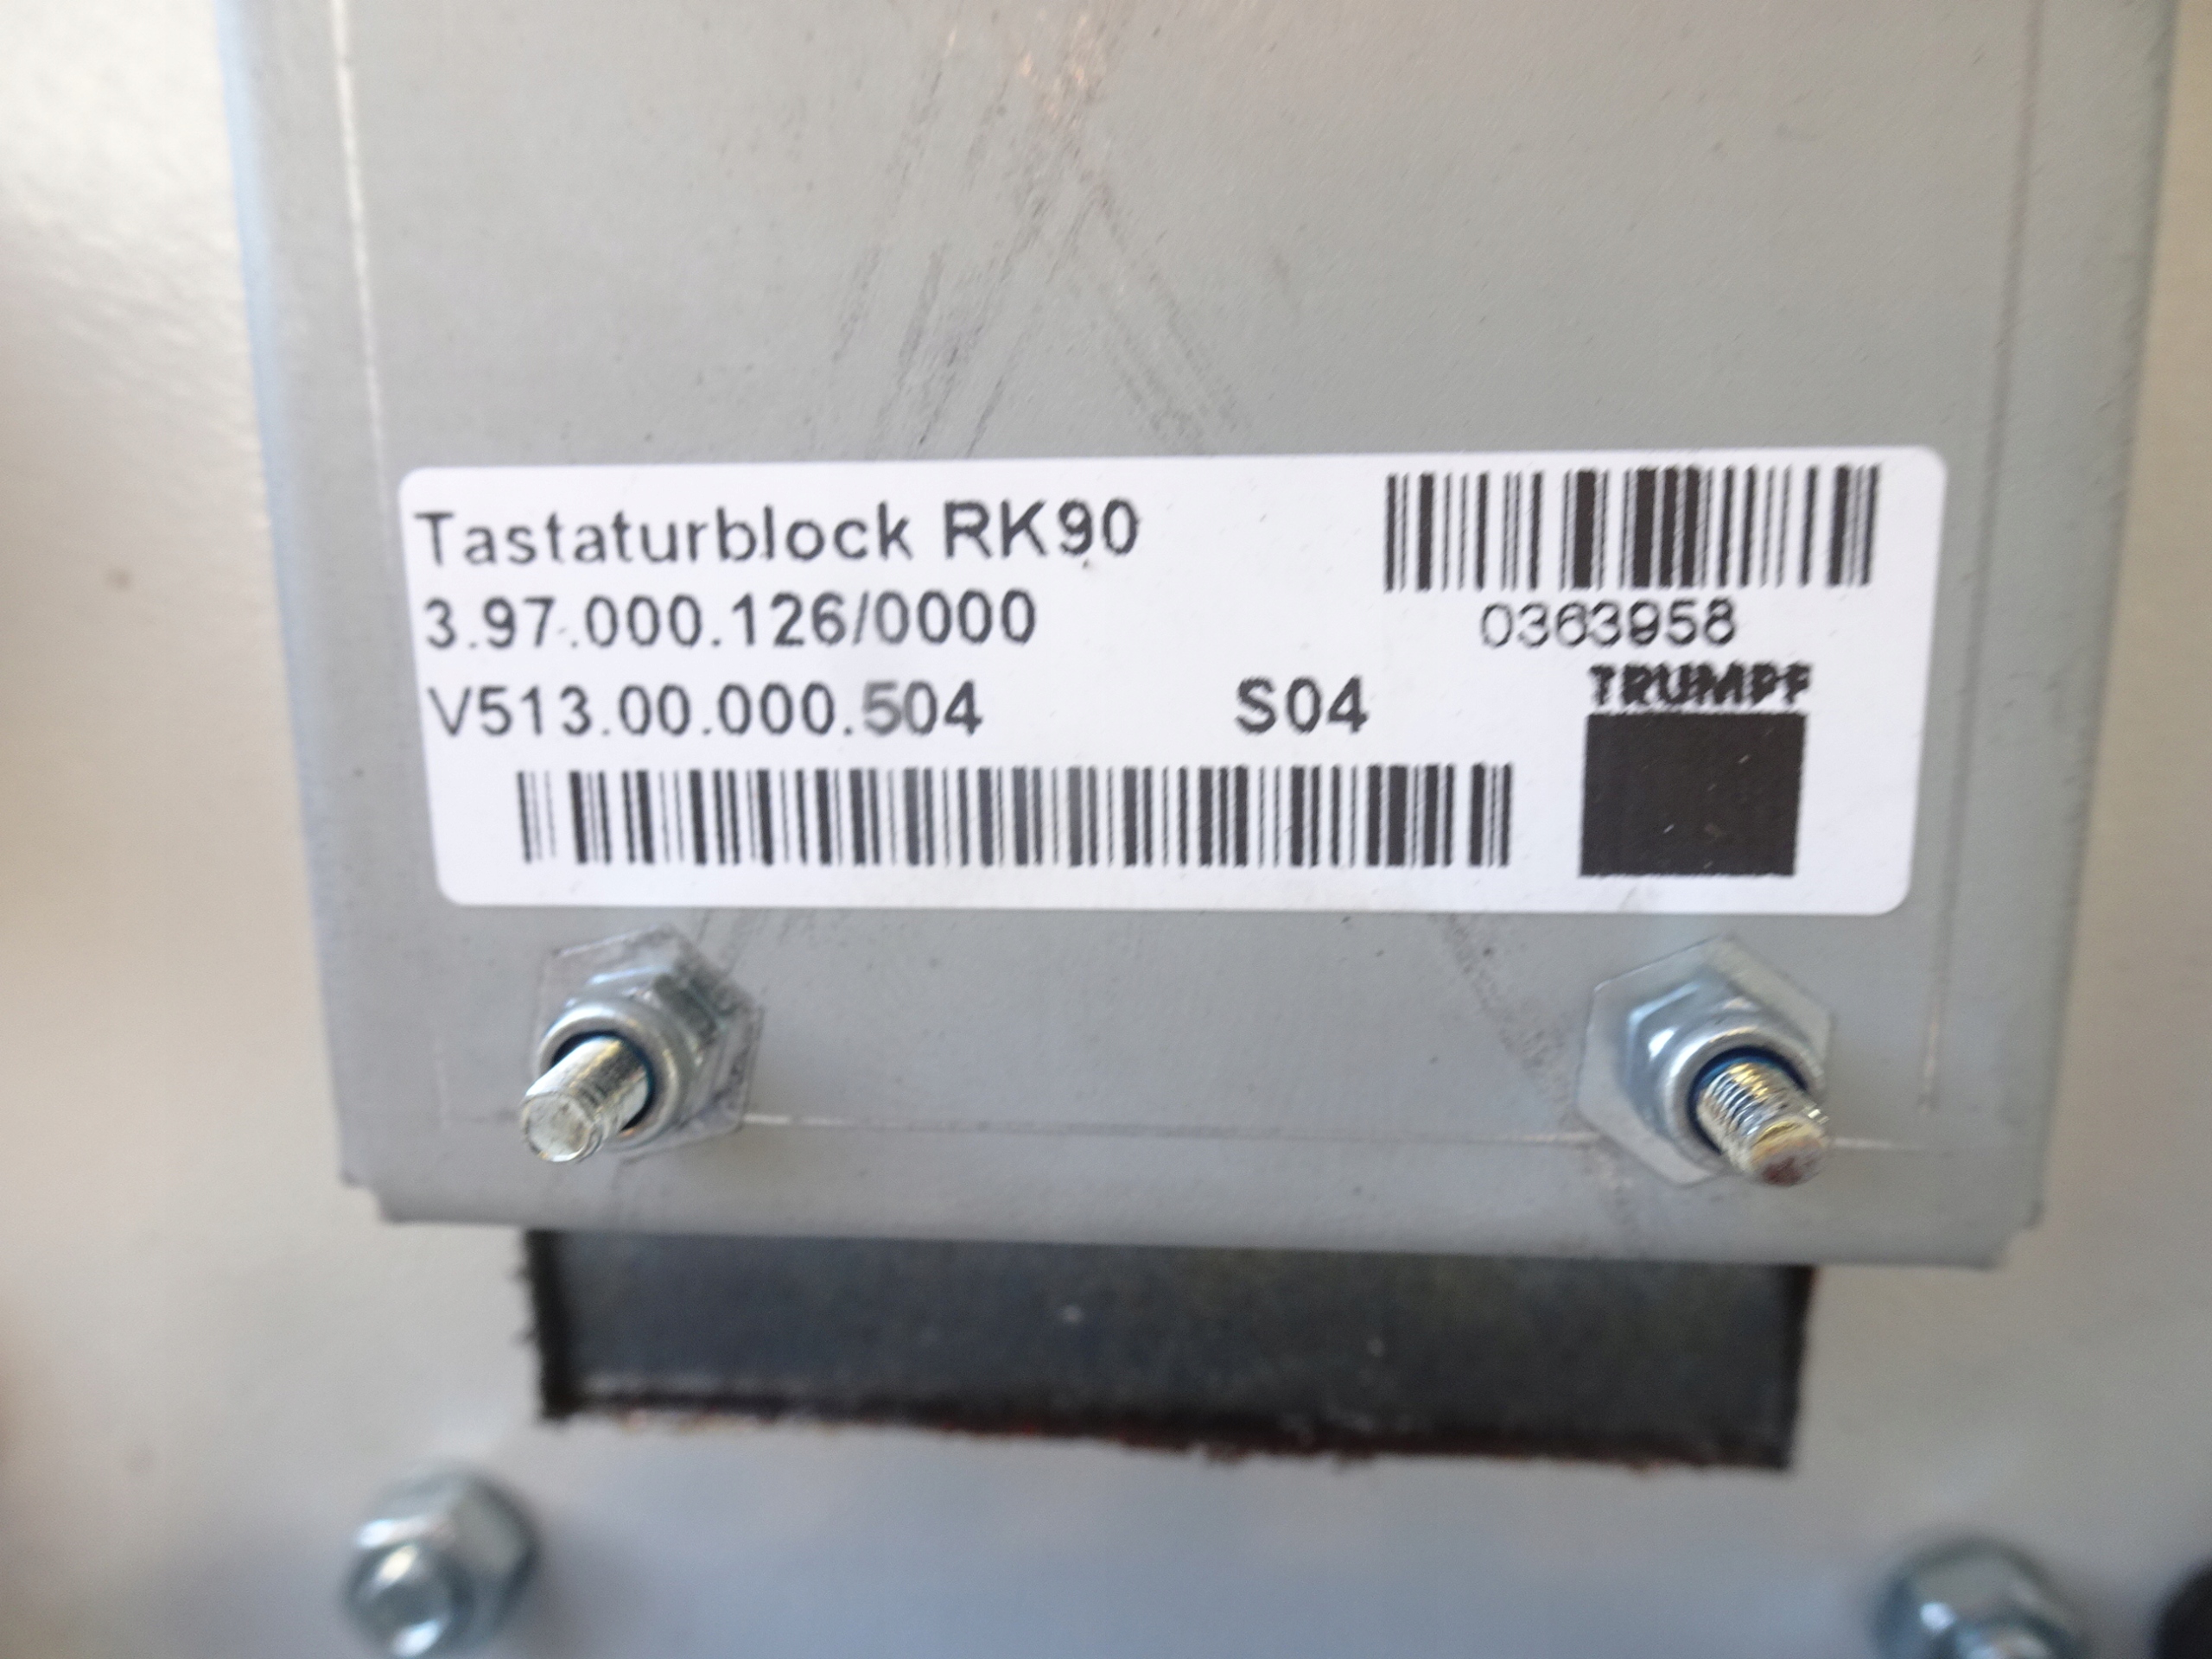 Tastaturblock RK90
3.97.000.126/0000
0363958
V513.00.000.504 S04
TRUMPF